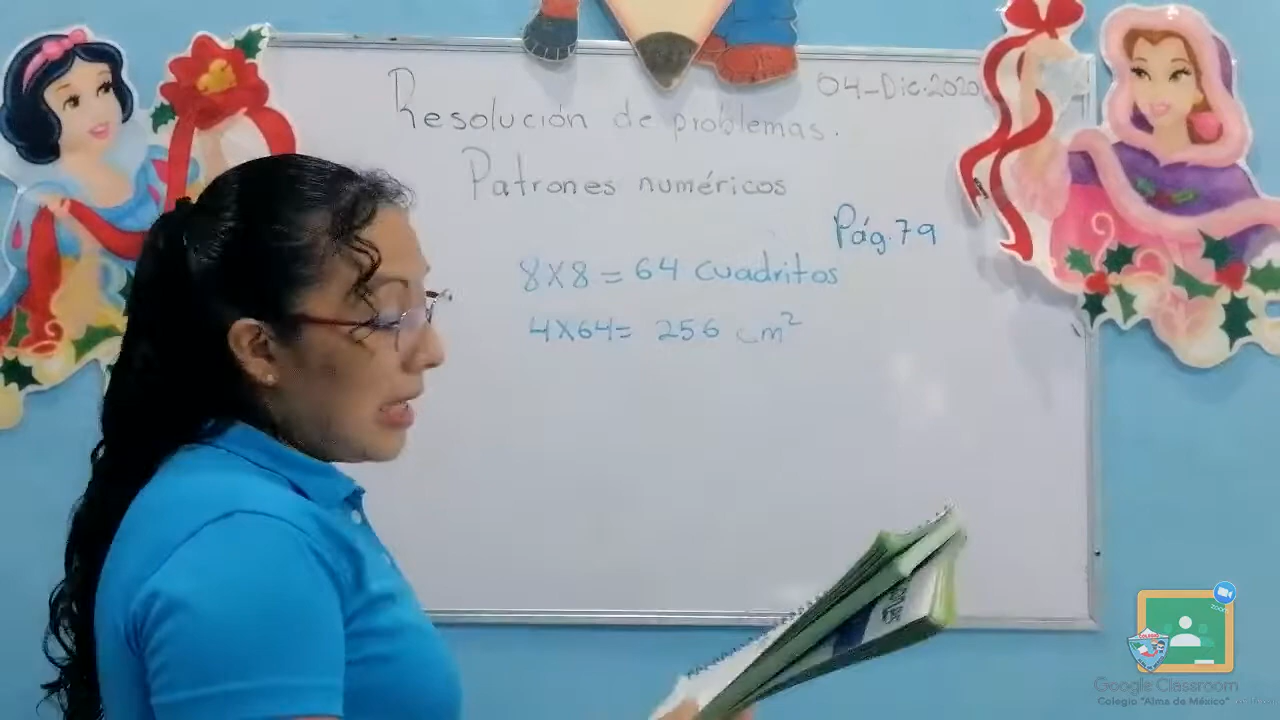 04-Dic.2020
Resolución de problemas.
Patrones numéricos
Pág. 79
8x8 = 64 cuadritos
4x64= 256 cm²
zoom
Google Classroom
Colegio "Alma de México"